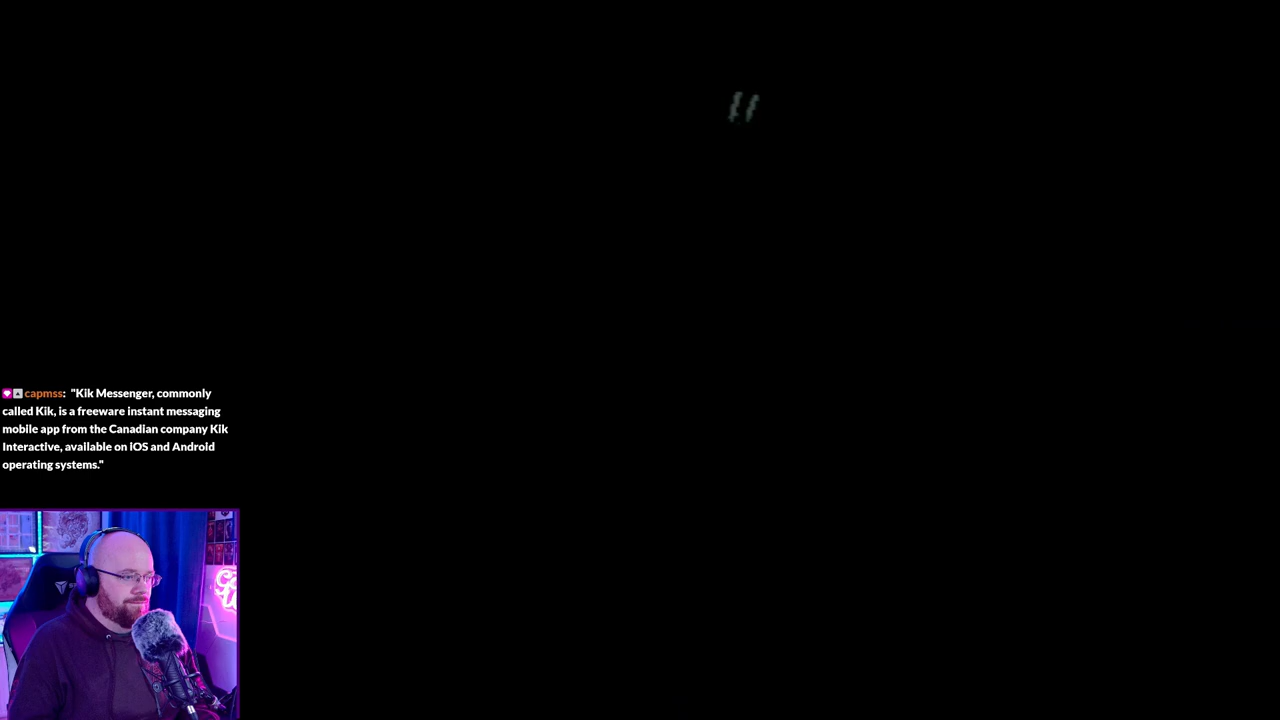 capmss: "Kik Messenger, commonly
called Kik, is a freeware instant messaging
mobile app from the Canadian company Kik
Interactive, available on iOS and Android
operating systems."